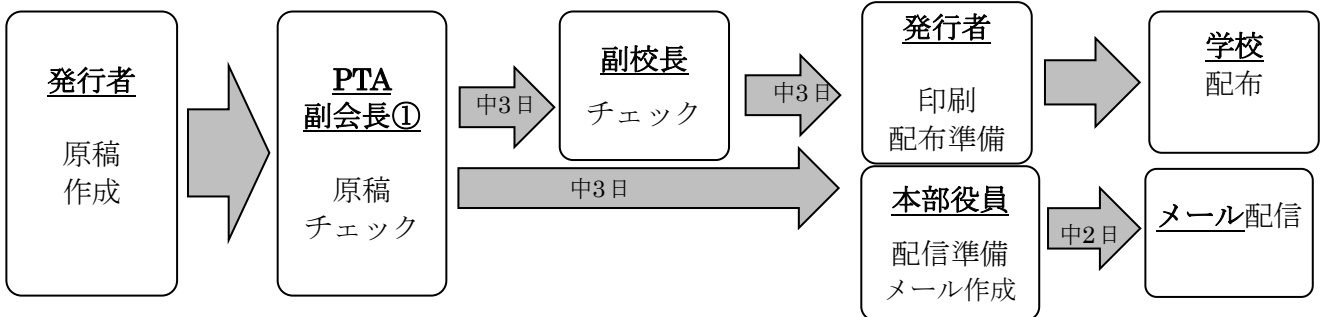 発行者
原稿
作成
PTA
副会長①
原稿
チェック
中3日
副校長
チェック
中3日
発行者
印刷
配布準備
学校
配布
中3日
本部役員
配信準備
メール作成
中2日
メール配信